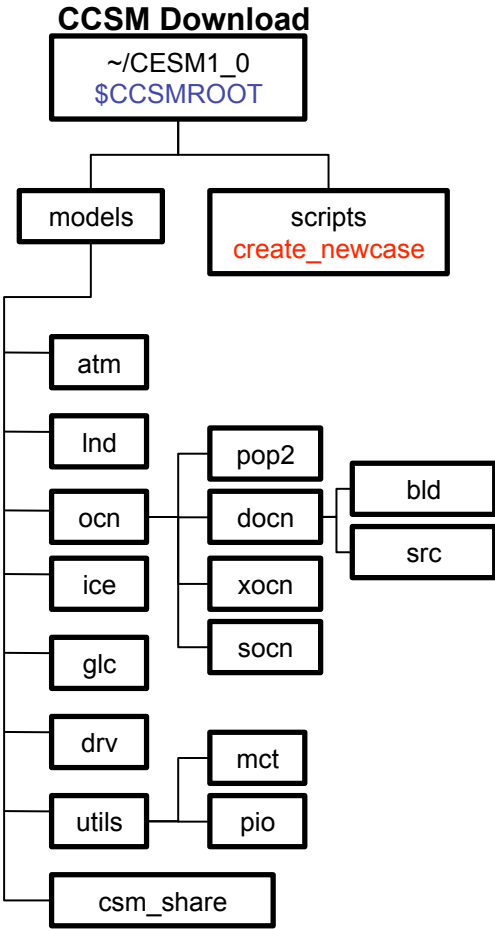 CCSM Download
~/CESM1_0
$CCSMROOT
models
scripts
create_newcase
atm
lnd
ocn
ice
glc
drv
utils
csm_share
pop2
docn
xocn
socn
bld
src
mct
pio